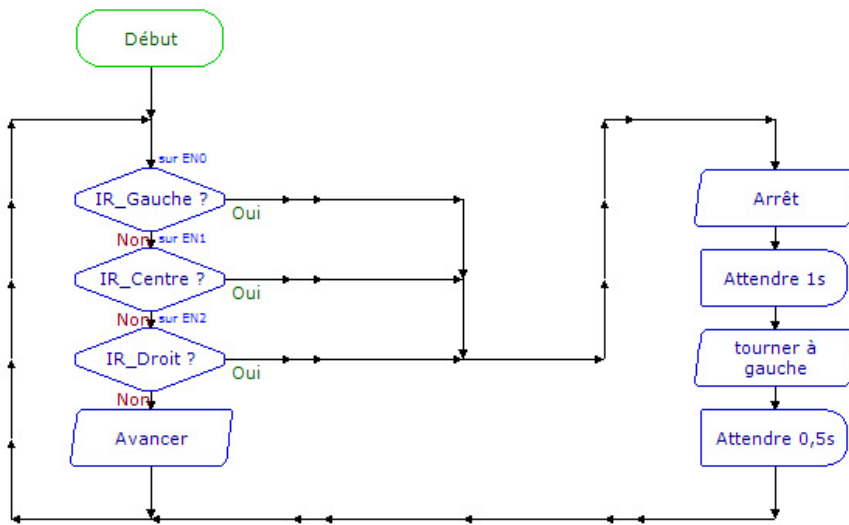 Début
sur EN0
IR_Gauche ?
Oui
Non
sur EN1
IR_Centre ?
Oui
Non
sur EN2
IR_Droit ?
Oui
Non
Avancer
Arrêt
Attendre 1s
tourner à
gauche
Attendre 0,5s